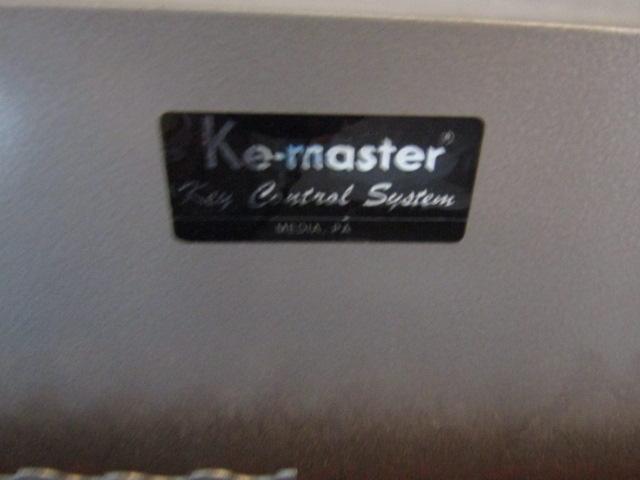 Ke-master®
Key Control System
MEDIA, PA